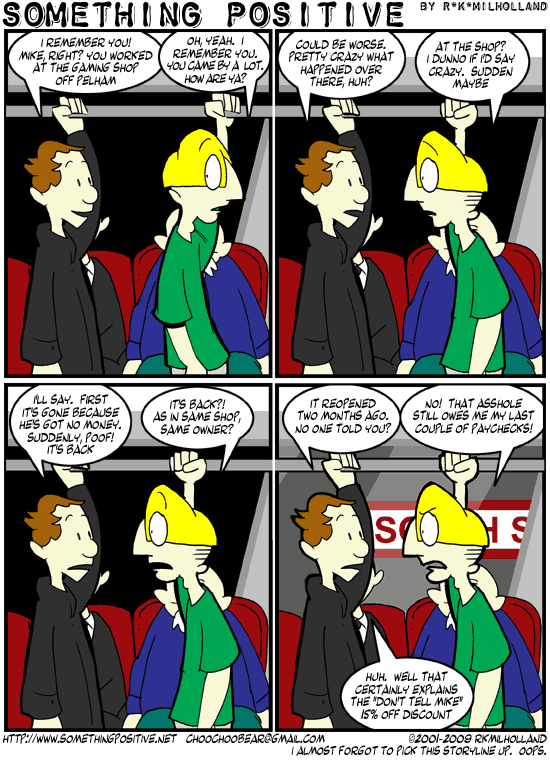 SOMETHING POSITIVE BY R*K*MILHOLLAND
I REMEMBER YOU!
MIKE, RIGHT? YOU WORKED
AT THE GAMING SHOP
OFF PELHAM
OH, YEAH. I
REMEMBER YOU.
YOU CAME BY A LOT.
HOW ARE YA?
COULD BE WORSE.
PRETTY CRAZY WHAT
HAPPENED OVER
THERE, HUH?
AT THE SHOP?
I DUNNO IF I'D SAY
CRAZY. SUDDEN
MAYBE
I'LL SAY. FIRST
IT'S GONE BECAUSE
HE'S GOT NO MONEY.
SUDDENLY, POOF!
IT'S BACK
IT'S BACK?!
AS IN SAME SHOP,
SAME OWNER?
IT REOPENED
TWO MONTHS AGO.
NO ONE TOLD YOU?
NO! THAT ASSHOLE
STILL OWES ME MY LAST
COUPLE OF PAYCHECKS!
HUH. WELL THAT
CERTAINLY EXPLAINS
THE "DON'T TELL MIKE"
15% OFF DISCOUNT
HTTP://WWW.SOMETHINGPOSITIVE.NET CHOOCHOOBEAR@GMAIL.COM ©2001-2009 RKMILHOLLAND
I ALMOST FORGOT TO PICK THIS STORYLINE UP. OOPS.